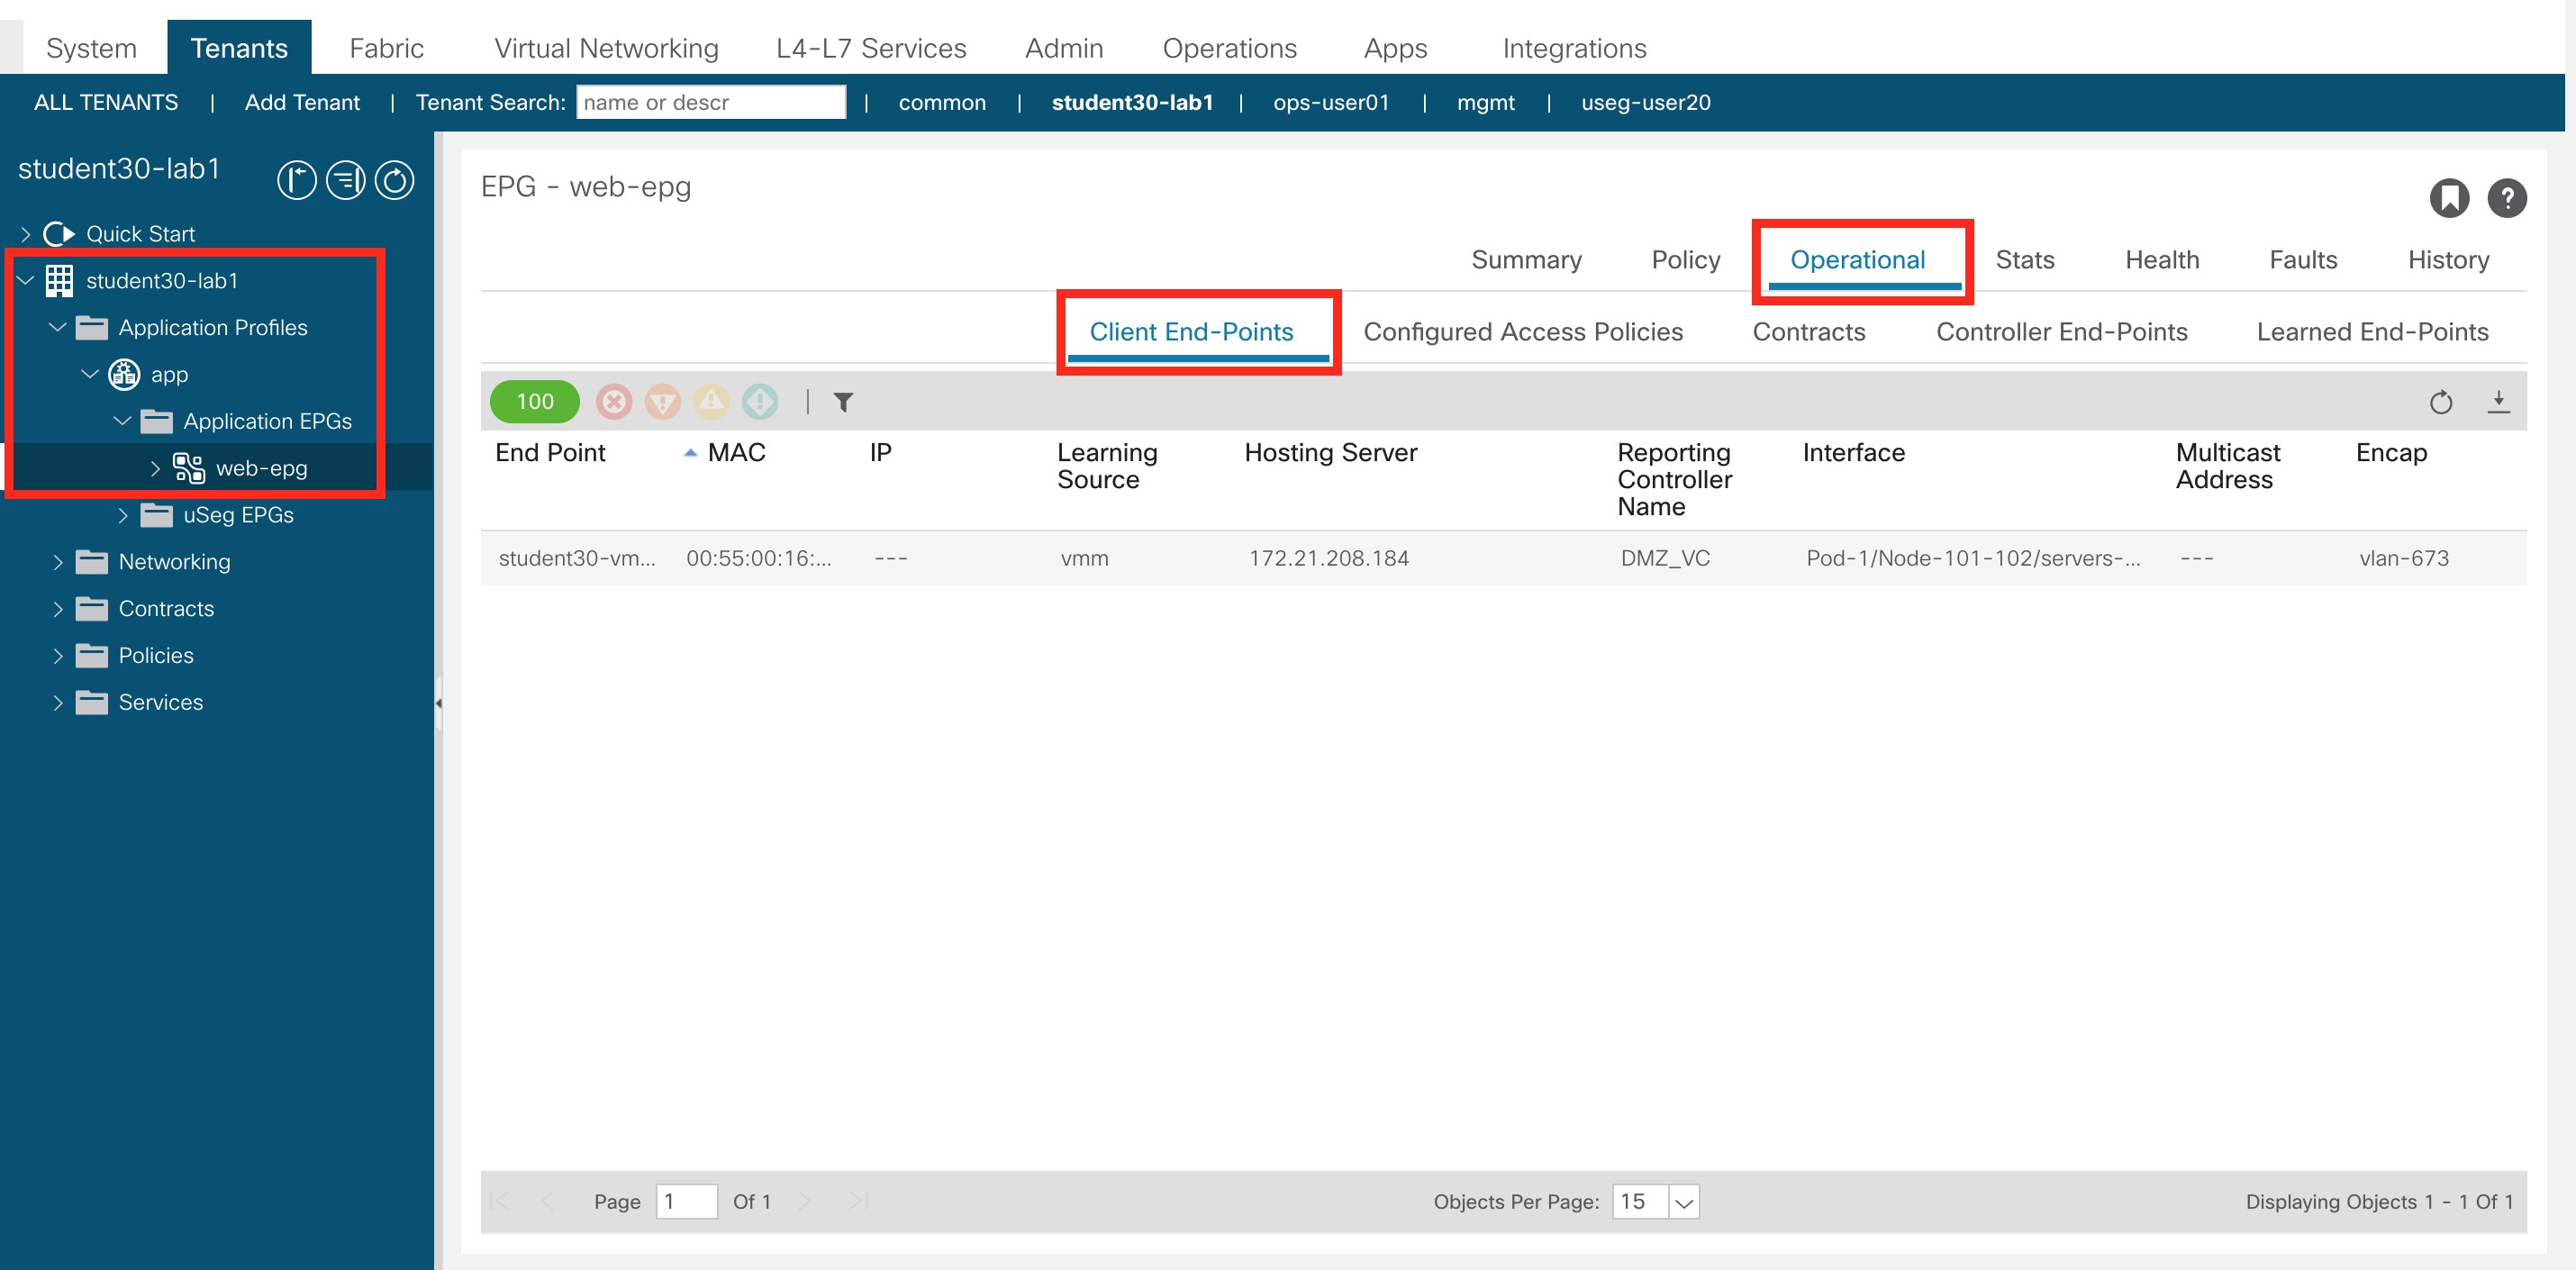 System Tenants Fabric Virtual Networking L4-L7 Services Admin Operations Apps Integrations
ALL TENANTS | Add Tenant | Tenant Search: name or descr | common | student30-lab1 | ops-user01 | mgmt | useg-user20
student30-lab1
Quick Start
student30-lab1
Application Profiles
app
Application EPGs
web-epg
uSeg EPGs
Networking
Contracts
Policies
Services
EPG - web-epg
?
Summary Policy Operational Stats Health Faults History
Client End-Points Configured Access Policies Contracts Controller End-Points Learned End-Points
100
End Point MAC IP Learning Source Hosting Server Reporting Controller Name Interface Multicast Address Encap
student30-vm... 00:55:00:16:... --- vmm 172.21.208.184 DMZ_VC Pod-1/Node-101-102/servers-... --- vlan-673
Page 1 Of 1 Objects Per Page: 15 Displaying Objects 1 - 1 Of 1